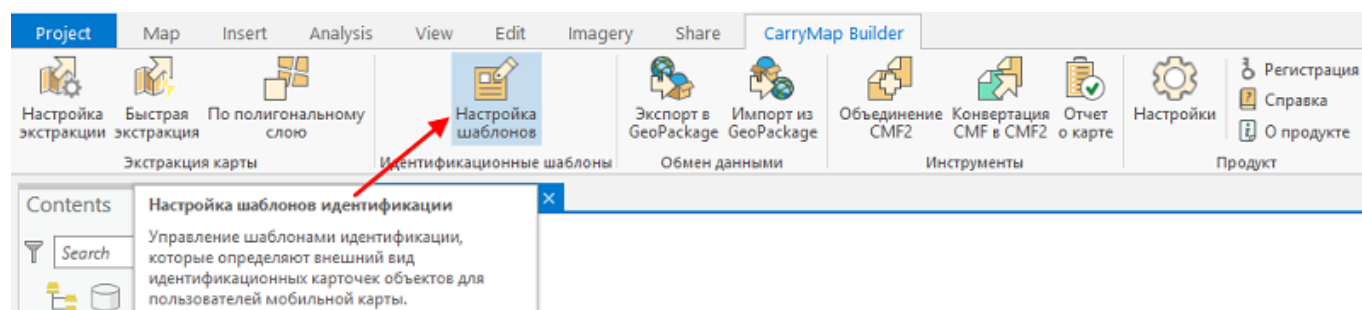 Project Map Insert Analysis View Edit Imagery Share CarryMap Builder
Настройка экстракции
Быстрая экстракция
По полигональному слою
Настройка шаблонов
Экспорт в GeoPackage
Импорт из GeoPackage
Объединение CMF2
Конвертация CMF в CMF2
Отчет о карте
Настройки
Регистрация
Справка
О продукте
Экстракция карты Идентификационные шаблоны Обмен данными Инструменты Продукт
Contents
Search
Настройка шаблонов идентификации
Управление шаблонами идентификации,
которые определяют внешний вид
идентификационных карточек объектов для
пользователей мобильной карты.